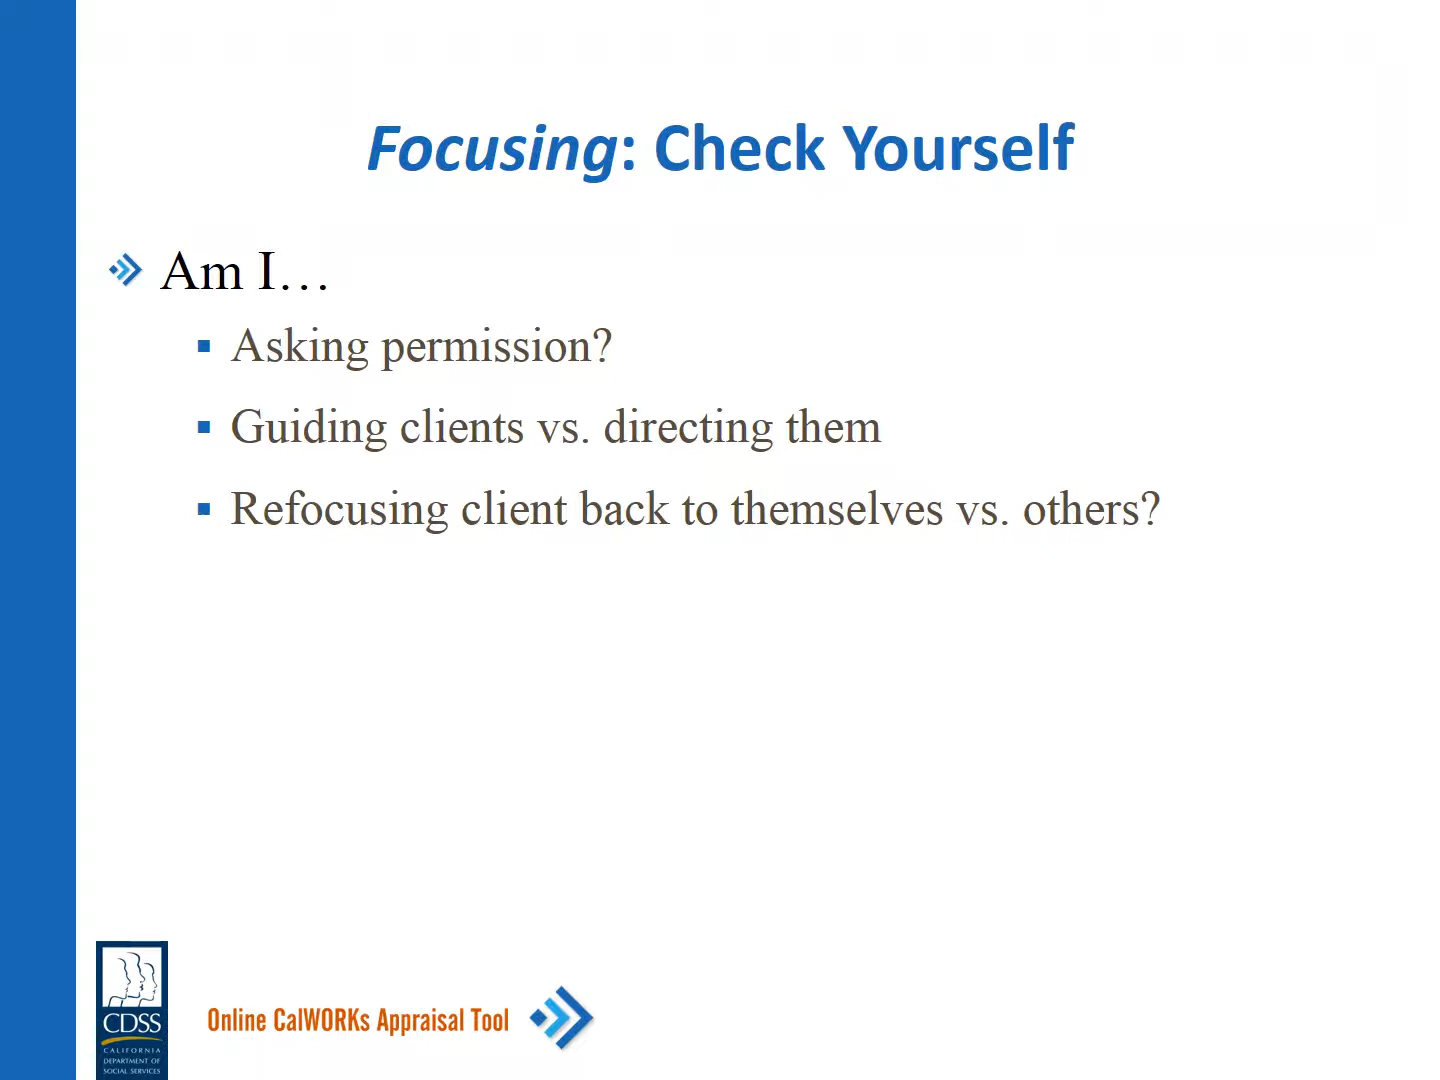 Focusing: Check Yourself
Am I…
Asking permission?
Guiding clients vs. directing them
Refocusing client back to themselves vs. others?
CDSS
CALIFORNIA
DEPARTMENT OF
SOCIAL SERVICES
Online CalWORKs Appraisal Tool